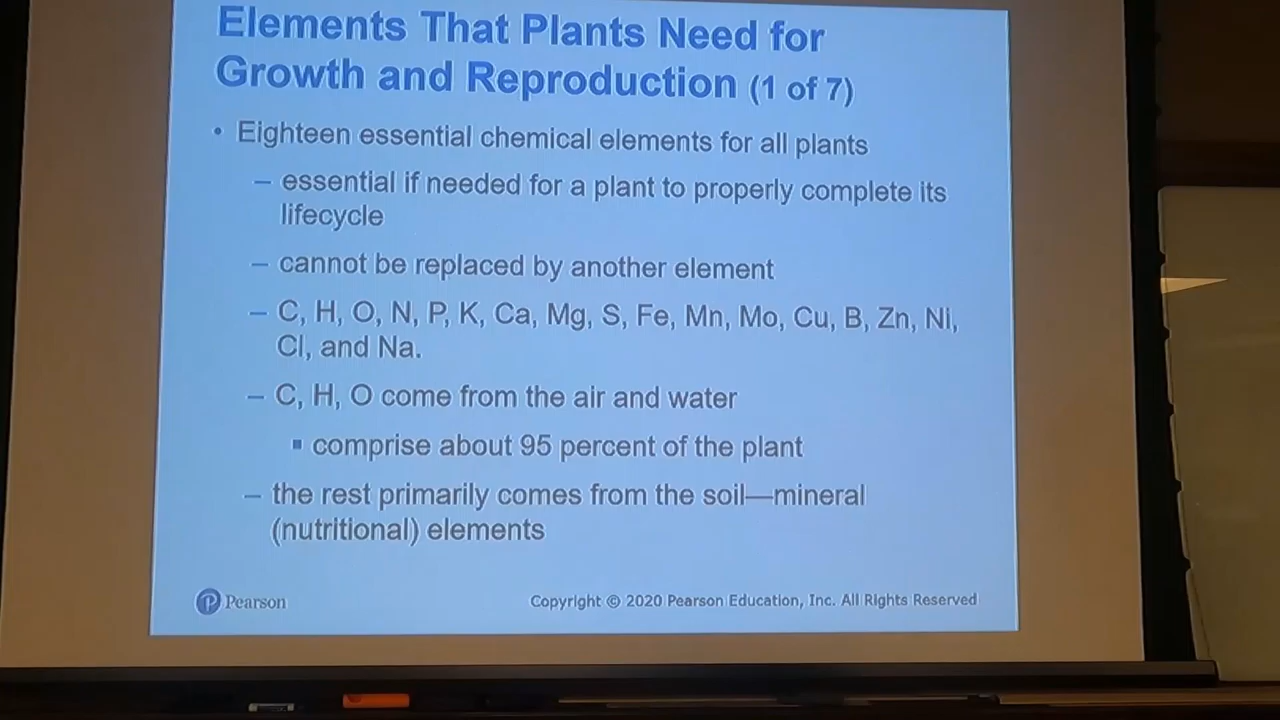 Elements That Plants Need for
Growth and Reproduction (1 of 7)
• Eighteen essential chemical elements for all plants
– essential if needed for a plant to properly complete its
lifecycle
– cannot be replaced by another element
– C, H, O, N, P, K, Ca, Mg, S, Fe, Mn, Mo, Cu, B, Zn, Ni,
Cl, and Na.
– C, H, O come from the air and water
▪ comprise about 95 percent of the plant
– the rest primarily comes from the soil—mineral
(nutritional) elements
P Pearson
Copyright © 2020 Pearson Education, Inc. All Rights Reserved